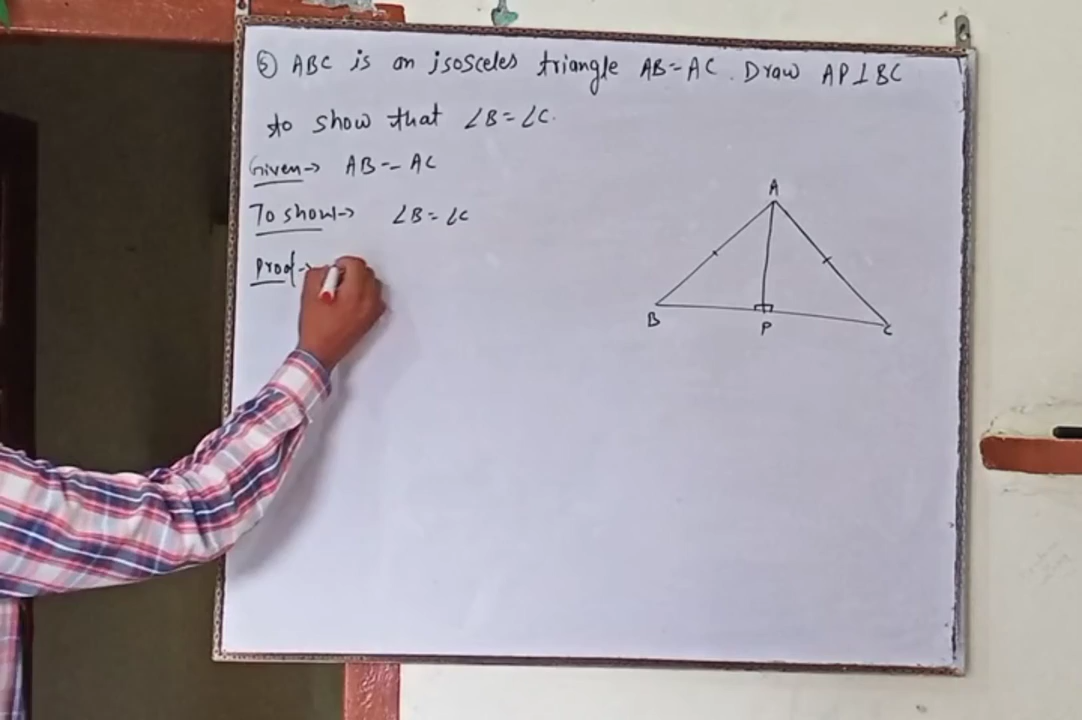 ⑤ ABC is an isosceles triangle AB=AC. Draw AP⊥BC
to show that ∠B=∠C.
Given→ AB=AC
To show→ ∠B=∠C
Proof→
A
B
P
C